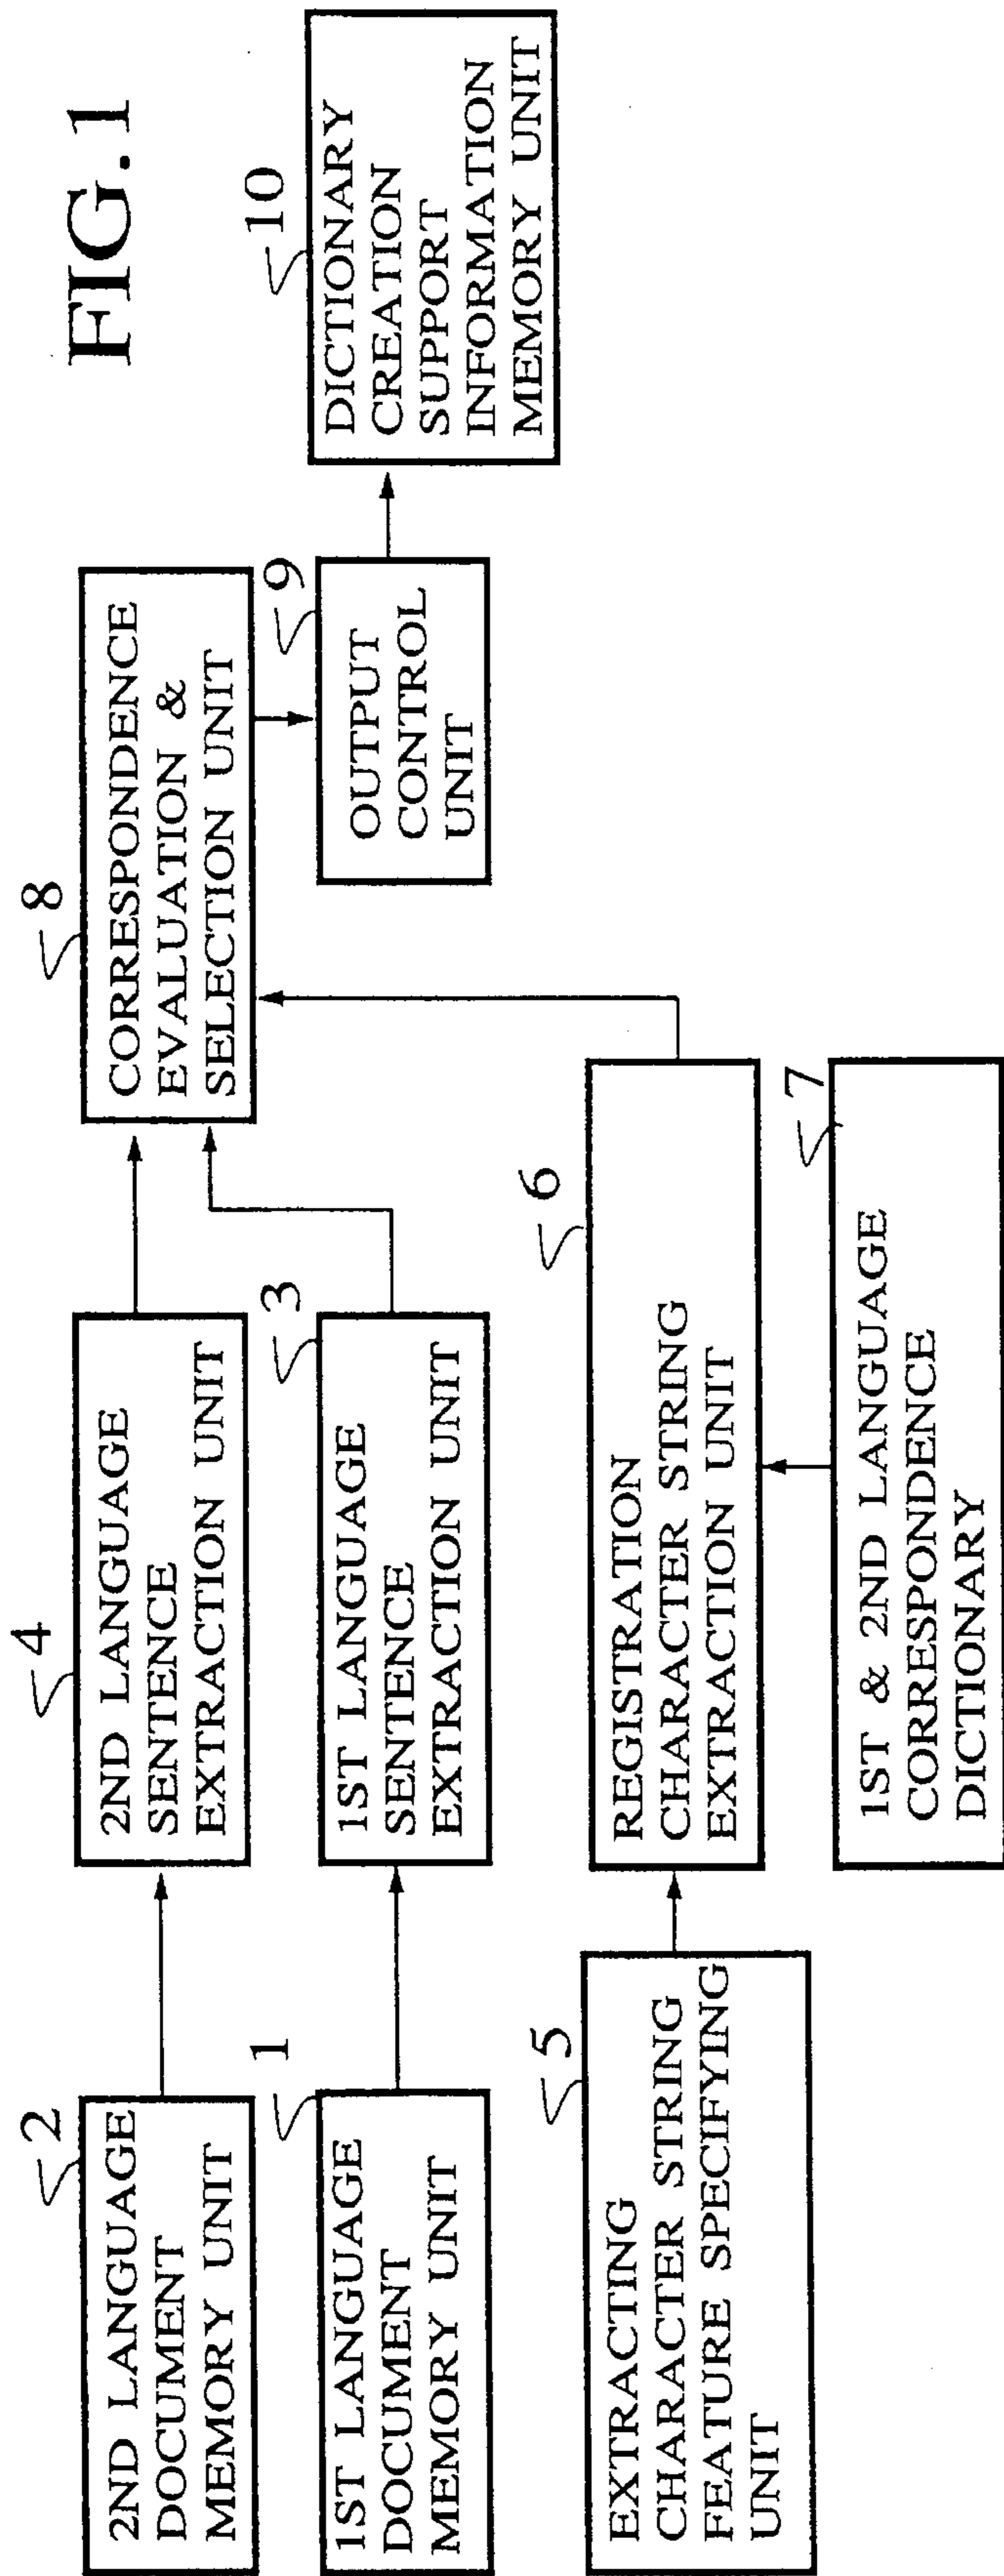 FIG.1
2
2ND LANGUAGE
DOCUMENT
MEMORY UNIT
4
2ND LANGUAGE
SENTENCE
EXTRACTION UNIT
8
CORRESPONDENCE
EVALUATION &
SELECTION UNIT
1
1ST LANGUAGE
DOCUMENT
MEMORY UNIT
3
1ST LANGUAGE
SENTENCE
EXTRACTION UNIT
9
OUTPUT
CONTROL
UNIT
10
DICTIONARY
CREATION
SUPPORT
INFORMATION
MEMORY UNIT
5
EXTRACTING
CHARACTER STRING
FEATURE SPECIFYING
UNIT
6
REGISTRATION
CHARACTER STRING
EXTRACTION UNIT
7
1ST & 2ND LANGUAGE
CORRESPONDENCE
DICTIONARY